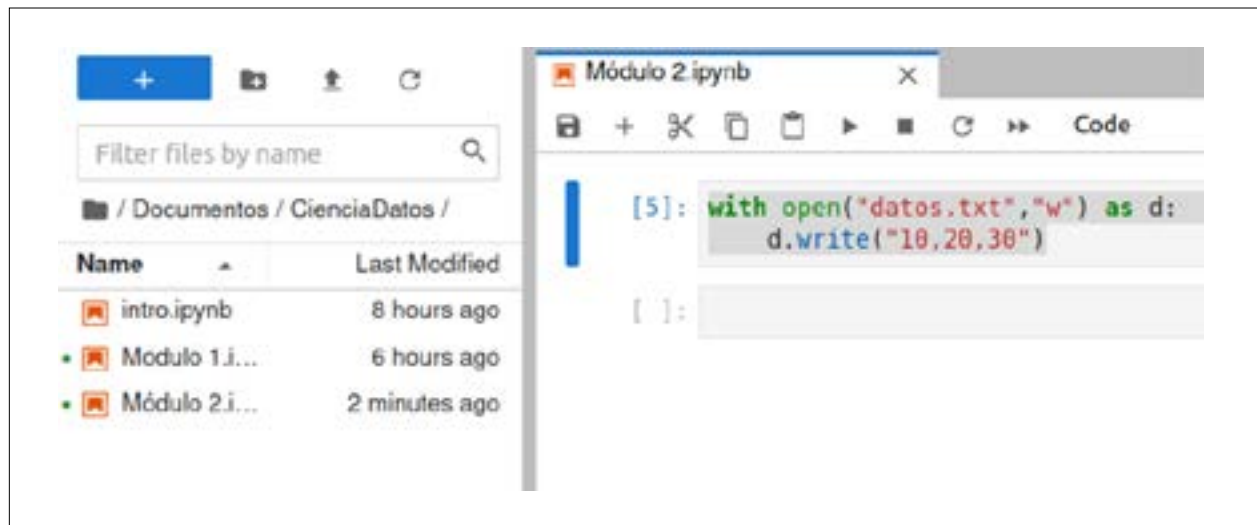 Filter files by name
/ Documentos / CienciaDatos /
Name Last Modified
intro.ipynb 8 hours ago
Modulo 1.i... 6 hours ago
Módulo 2.i... 2 minutes ago
Módulo 2.ipynb
Code
[5]: with open("datos.txt","w") as d:
d.write("10,20,30")
[ ]: